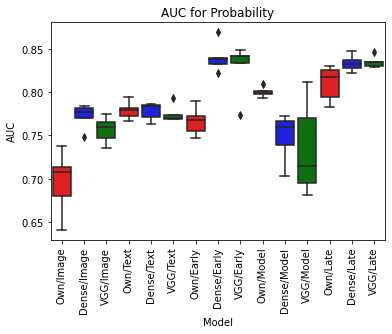 AUC for Probability
0.85
0.80
0.75
0.70
0.65
AUC
Own/Image
Dense/Image
VGG/Image
Own/Text
Dense/Text
VGG/Text
Own/Early
Dense/Early
VGG/Early
Own/Model
Dense/Model
VGG/Model
Own/Late
Dense/Late
VGG/Late
Model